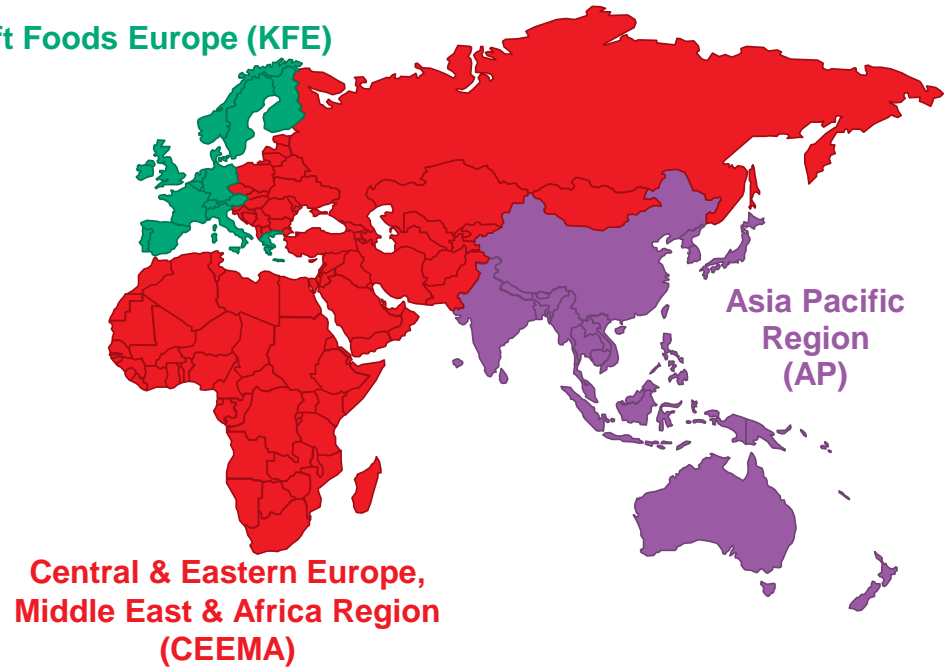 ft Foods Europe (KFE)
Asia Pacific
Region
(AP)
Central & Eastern Europe,
Middle East & Africa Region
(CEEMA)